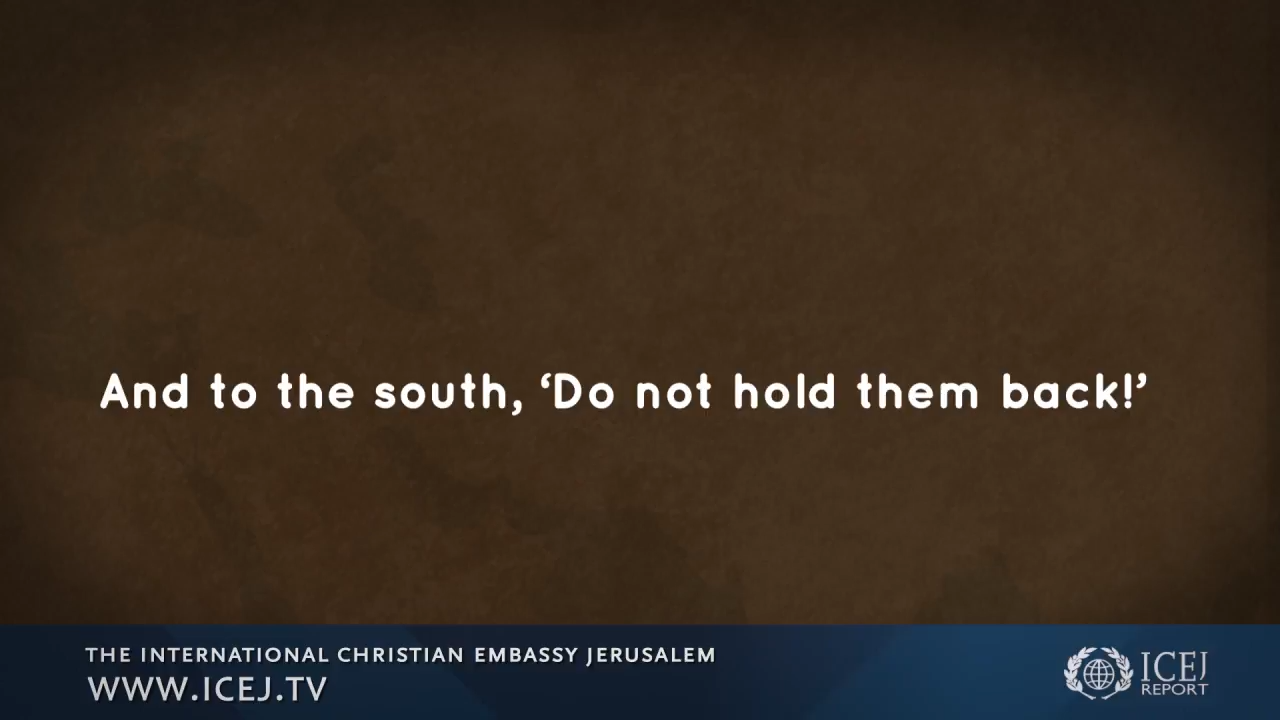 And to the south, ‘Do not hold them back!’
THE INTERNATIONAL CHRISTIAN EMBASSY JERUSALEM
WWW.ICEJ.TV
ICEJ
REPORT